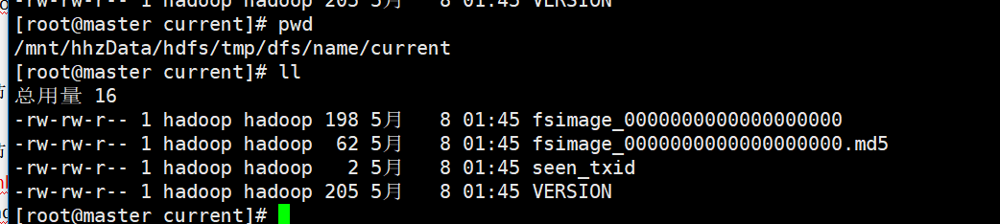 -rw-rw-r-- 1 hadoop hadoop 205 5月   8 01:45 VERSION
[root@master current]# pwd
/mnt/hhzData/hdfs/tmp/dfs/name/current
[root@master current]# ll
总用量 16
-rw-rw-r-- 1 hadoop hadoop 198 5月   8 01:45 fsimage_0000000000000000000
-rw-rw-r-- 1 hadoop hadoop  62 5月   8 01:45 fsimage_0000000000000000000.md5
-rw-rw-r-- 1 hadoop hadoop   2 5月   8 01:45 seen_txid
-rw-rw-r-- 1 hadoop hadoop 205 5月   8 01:45 VERSION
[root@master current]#